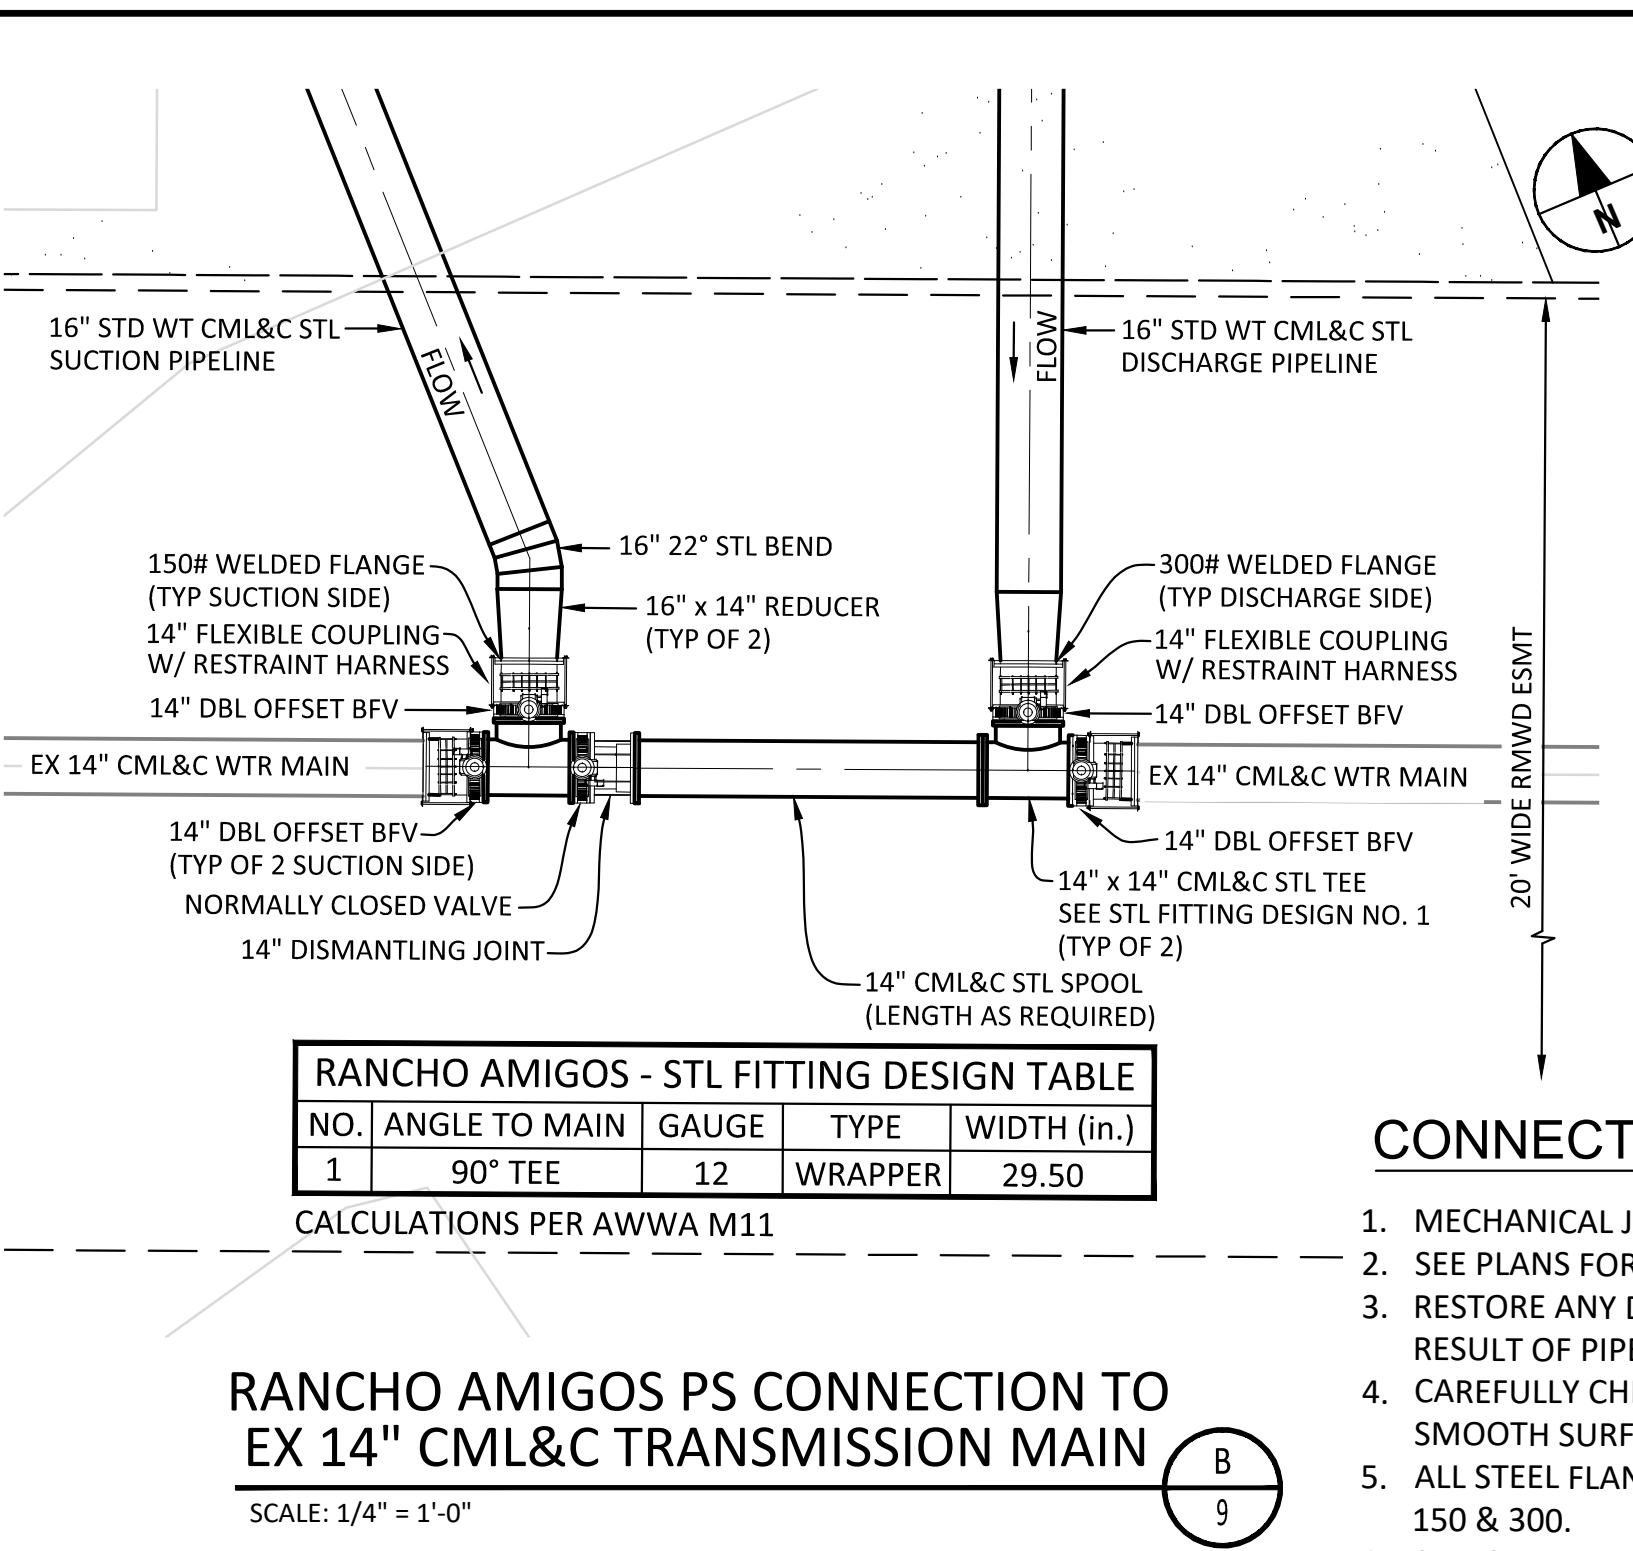 N
16" STD WT CML&C STL
SUCTION PIPELINE
FLOW
FLOW
16" STD WT CML&C STL
DISCHARGE PIPELINE
16" 22° STL BEND
150# WELDED FLANGE
(TYP SUCTION SIDE)
16" x 14" REDUCER
(TYP OF 2)
14" FLEXIBLE COUPLING
W/ RESTRAINT HARNESS
14" DBL OFFSET BFV
300# WELDED FLANGE
(TYP DISCHARGE SIDE)
14" FLEXIBLE COUPLING
W/ RESTRAINT HARNESS
14" DBL OFFSET BFV
20' WIDE RMWD ESMT
EX 14" CML&C WTR MAIN
EX 14" CML&C WTR MAIN
14" DBL OFFSET BFV
(TYP OF 2 SUCTION SIDE)
NORMALLY CLOSED VALVE
14" DISMANTLING JOINT
14" DBL OFFSET BFV
14" x 14" CML&C STL TEE
SEE STL FITTING DESIGN NO. 1
(TYP OF 2)
14" CML&C STL SPOOL
(LENGTH AS REQUIRED)
RANCHO AMIGOS - STL FITTING DESIGN TABLE
NO. ANGLE TO MAIN GAUGE TYPE WIDTH (in.)
1 90° TEE 12 WRAPPER 29.50
CALCULATIONS PER AWWA M11
RANCHO AMIGOS PS CONNECTION TO
EX 14" CML&C TRANSMISSION MAIN
SCALE: 1/4" = 1'-0"
B
9
CONNECT
1. MECHANICAL J
2. SEE PLANS FOR
3. RESTORE ANY D
RESULT OF PIPE
4. CAREFULLY CHE
SMOOTH SURF
5. ALL STEEL FLAN
150 & 300.